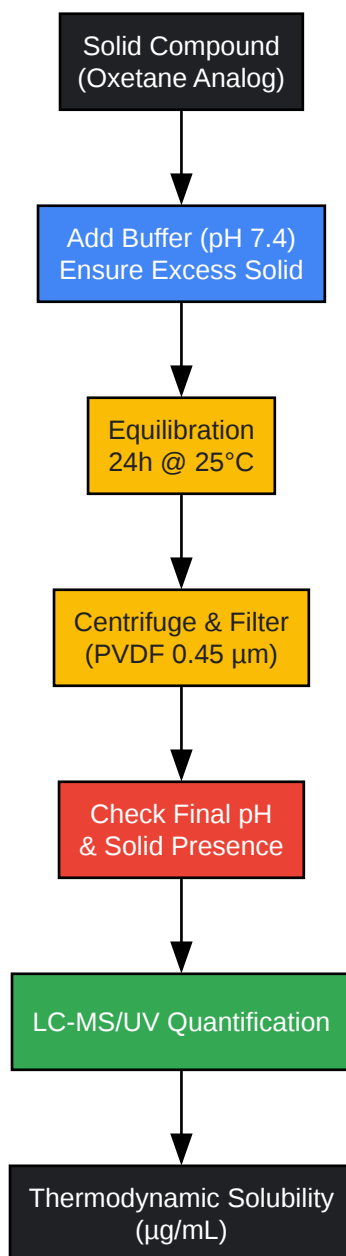 Solid Compound
(Oxetane Analog)
Add Buffer (pH 7.4)
Ensure Excess Solid
Equilibration
24h @ 25°C
Centrifuge & Filter
(PVDF 0.45 µm)
Check Final pH
& Solid Presence
LC-MS/UV Quantification
Thermodynamic Solubility
(µg/mL)